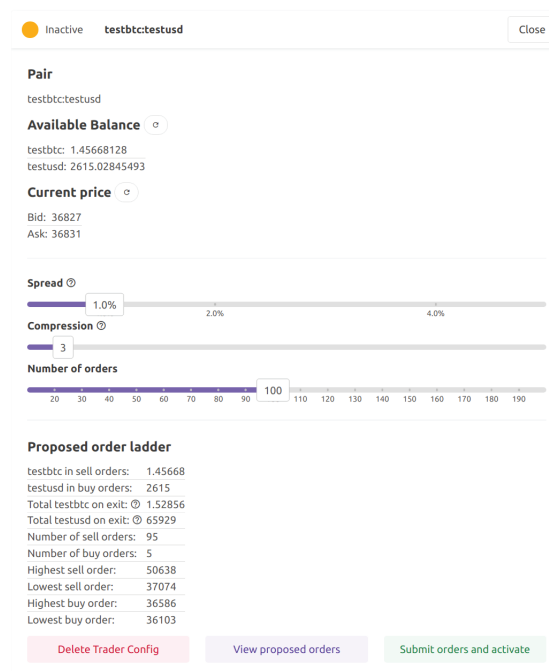 Inactive testbtc:testusd Close
Pair
testbtc:testusd
Available Balance
testbtc: 1.45668128
testusd: 2615.02845493
Current price
Bid: 36827
Ask: 36831
Spread
1.0%
2.0% 4.0%
Compression
3
Number of orders
100
20 30 40 50 60 70 80 90 110 120 130 140 150 160 170 180 190
Proposed order ladder
testbtc in sell orders: 1.45668
testusd in buy orders: 2615
Total testbtc on exit: 1.52856
Total testusd on exit: 65929
Number of sell orders: 95
Number of buy orders: 5
Highest sell order: 50638
Lowest sell order: 37074
Highest buy order: 36586
Lowest buy order: 36103
Delete Trader Config View proposed orders Submit orders and activate